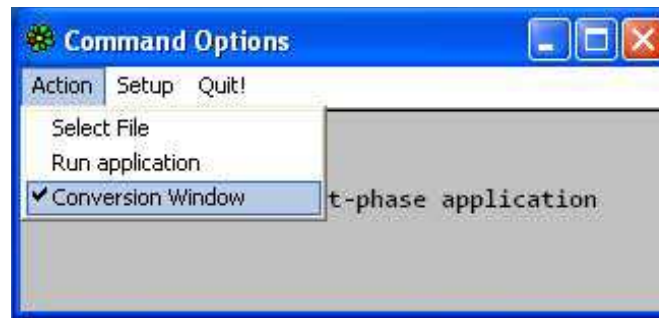 Command Options
Action Setup Quit!
Select File
Run application
Conversion Window
t-phase application